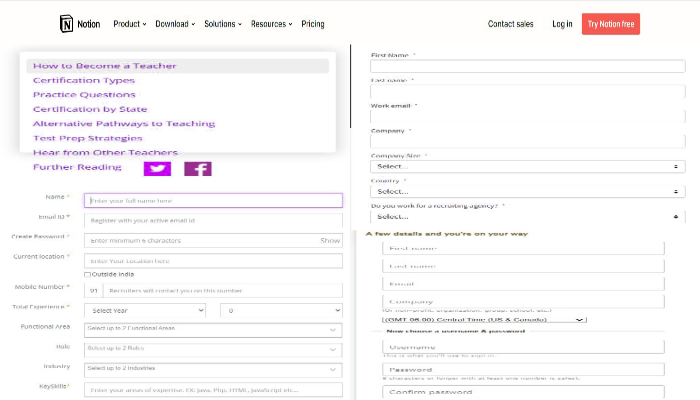 Notion Product Download Solutions Resources Pricing Contact sales Log in Try Notion free
How to Become a Teacher
Certification Types
Practice Questions
Certification by State
Alternative Pathways to Teaching
Test Prep Strategies
Hear from Other Teachers
Further Reading
Name *
Enter your full name here
Email ID *
Register with your active email id
Create Password *
Enter minimum 6 characters
Show
Current location *
Enter Your Location here
Outside India
Mobile Number *
91 Recruiters will contact you on this number
Total Experience *
Select Year
0
Functional Area
Select up to 2 Functional Areas
Role
Select up to 2 Roles
Industry
Select up to 2 Industries
KeySkills*
Enter your areas of expertise. EX: Java, Php, HTML, JavaScript etc...
First Name *
Last name *
Work email *
Company *
Company Size *
Select...
Country *
Select...
Do you work for a recruiting agency? *
Select...
A few details and you're on your way
First name
Last name
Email
Company
(or non-profit, organization, group, school, etc.)
(GMT-06:00) Central Time (US & Canada)
Now choose a username & password
Username
This is what you'll use to sign in.
Password
characters or longer with at least one number is safest.
Confirm password